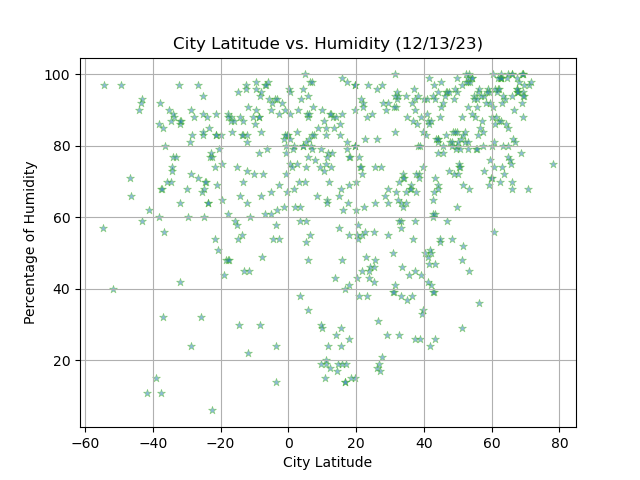 City Latitude vs. Humidity (12/13/23)
100
80
60
40
20
Percentage of Humidity
−60 −40 −20 0 20 40 60 80
City Latitude